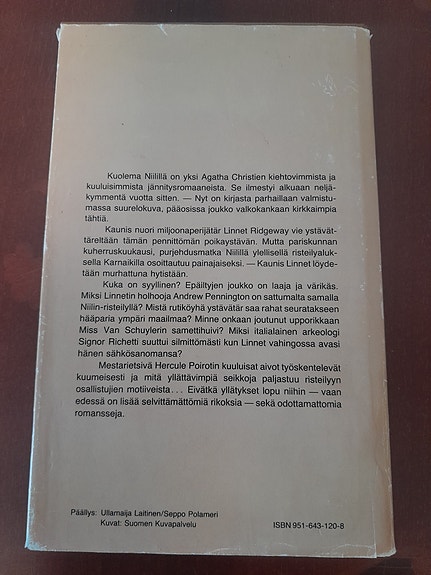 Kuolema Niilillä on yksi Agatha Christien kiehtovimmista ja
kuuluisimmista jännitysromaaneista. Se ilmestyi alkuaan neljä-
kymmentä vuotta sitten. — Nyt on kirjasta parhaillaan valmistu-
massa suurelokuva, pääosissa joukko valkokankaan kirkkaimpia
tähtiä.
Kaunis nuori miljoonaperijätär Linnet Ridgeway vie ystävät-
täreltään tämän pennittömän poikaystävän. Mutta pariskunnan
kuherruskuukausi, purjehdusmatka Niilillä ylellisellä risteilyaluk-
sella Karnakilla osoittautuu painajaiseksi. — Kaunis Linnet löyde-
tään murhattuna hytistään.
Kuka on syyllinen? Epäiltyjen joukko on laaja ja värikäs.
Miksi Linnetin holhooja Andrew Pennington on sattumalta samalla
Niilin-risteilyllä? Mistä rutiköyhä ystävätär saa rahat seuratakseen
hääparia ympäri maailmaa? Minne onkaan joutunut upporikkaan
Miss Van Schuylerin samettihuivi? Miksi italialainen arkeologi
Signor Richetti suuttui silmittömästi kun Linnet vahingossa avasi
hänen sähkösanomansa?
Mestarietsivä Hercule Poirotin kuuluisat aivot työskentelevät
kuumeisesti ja mitä yllättävimpiä seikkoja paljastuu risteilyn
osallistujien motiiveista... Eivätkä yllätykset lopu niihin — vaan
edessä on lisää selvittämättömiä rikoksia — sekä odottamattomia
romansseja.
Päällys: Ullamaija Laitinen/Seppo Polameri
Kuvat: Suomen Kuvapalvelu
ISBN 951-643-120-8